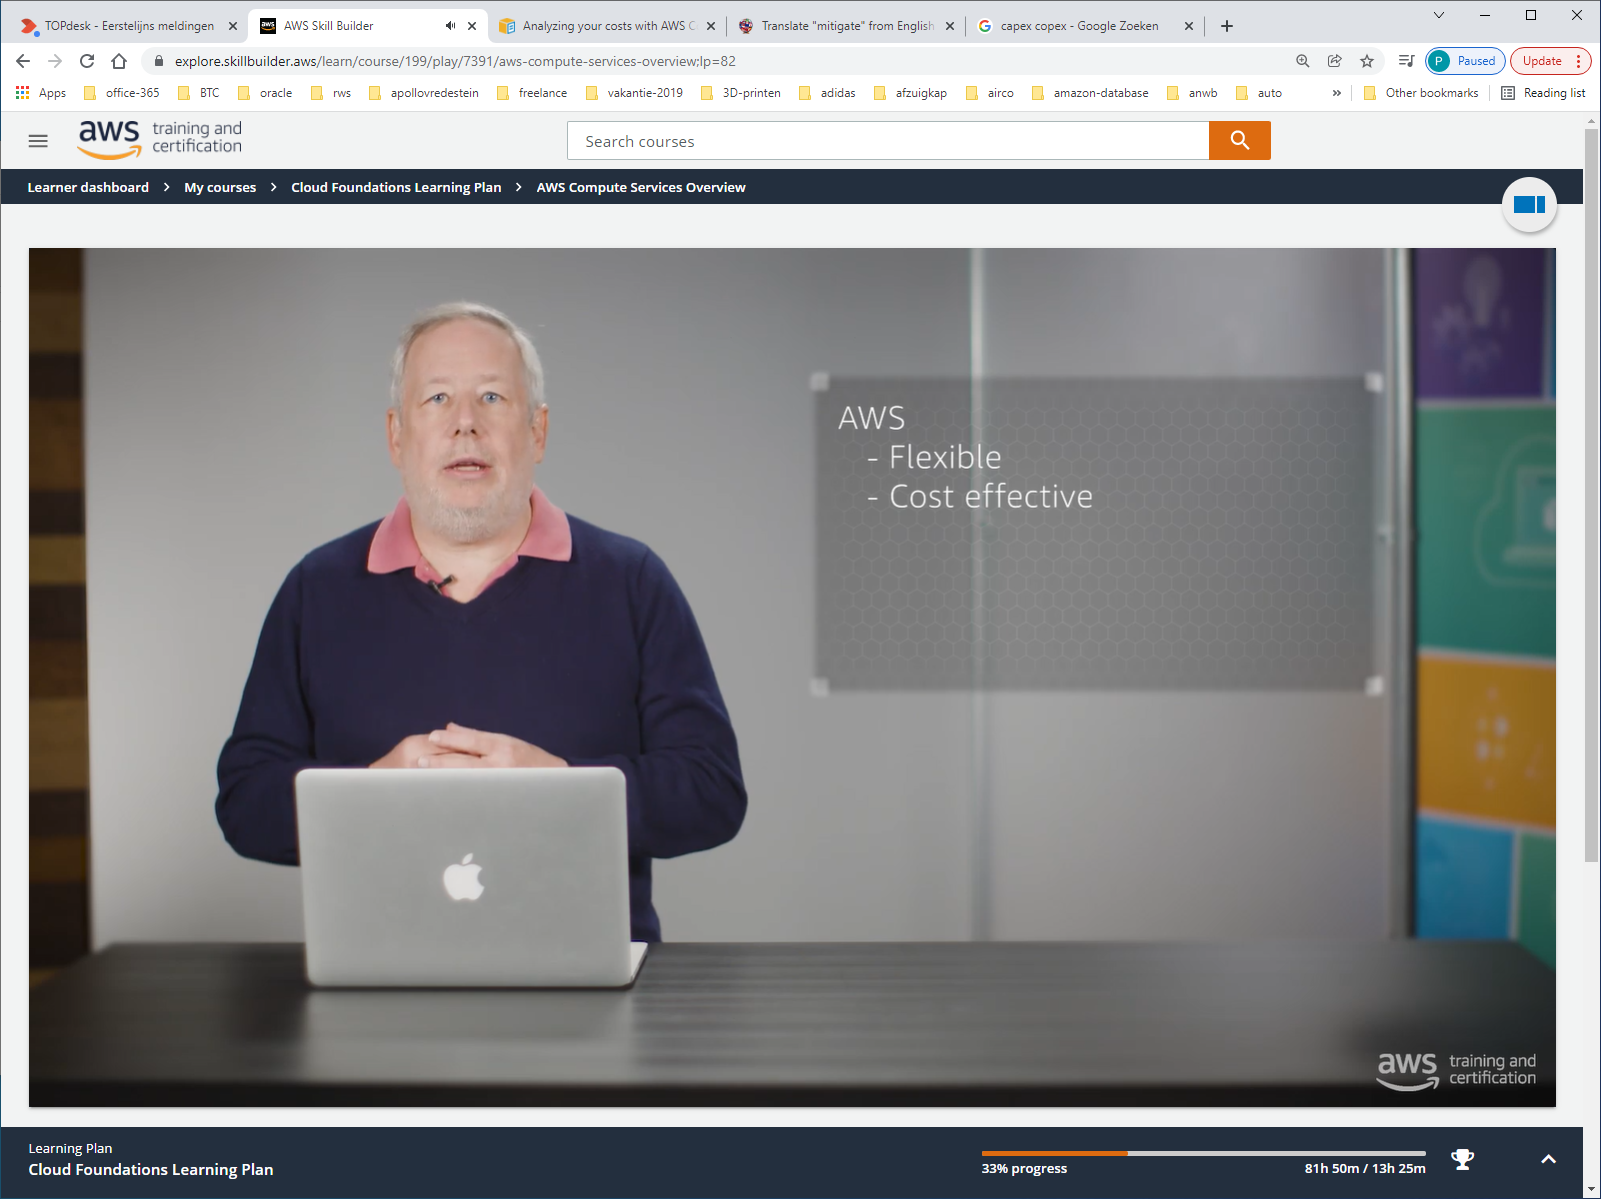 TOPdesk - Eerstelijns meldingen
AWS Skill Builder
Analyzing your costs with AWS C
Translate "mitigate" from English
capex copex - Google Zoeken
explore.skillbuilder.aws/learn/course/199/play/7391/aws-compute-services-overview;lp=82
P Paused
Update
Apps
office-365
BTC
oracle
rws
apollovredestein
freelance
vakantie-2019
3D-printen
adidas
afzuigkap
airco
amazon-database
anwb
auto
»
Other bookmarks
Reading list
aws training and
certification
Search courses
Learner dashboard > My courses > Cloud Foundations Learning Plan > AWS Compute Services Overview
AWS
- Flexible
- Cost effective
aws training and
certification
Learning Plan
Cloud Foundations Learning Plan
33% progress
81h 50m / 13h 25m